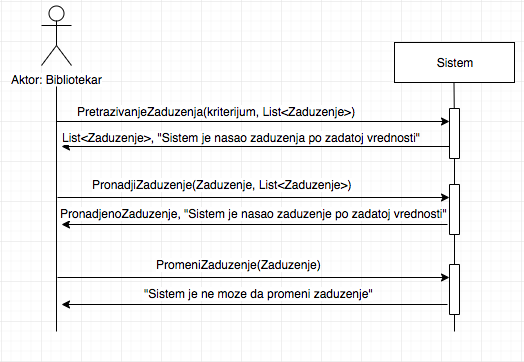 Aktor: Bibliotekar
Sistem
PretrazivanjeZaduzenja(kriterijum, List<Zaduzenje>)
List<Zaduzenje>, "Sistem je nasao zaduzenja po zadatoj vrednosti"
PronadjiZaduzenje(Zaduzenje, List<Zaduzenje>)
PronadjenoZaduzenje, "Sistem je nasao zaduzenje po zadatoj vrednosti"
PromeniZaduzenje(Zaduzenje)
"Sistem je ne moze da promeni zaduzenje"